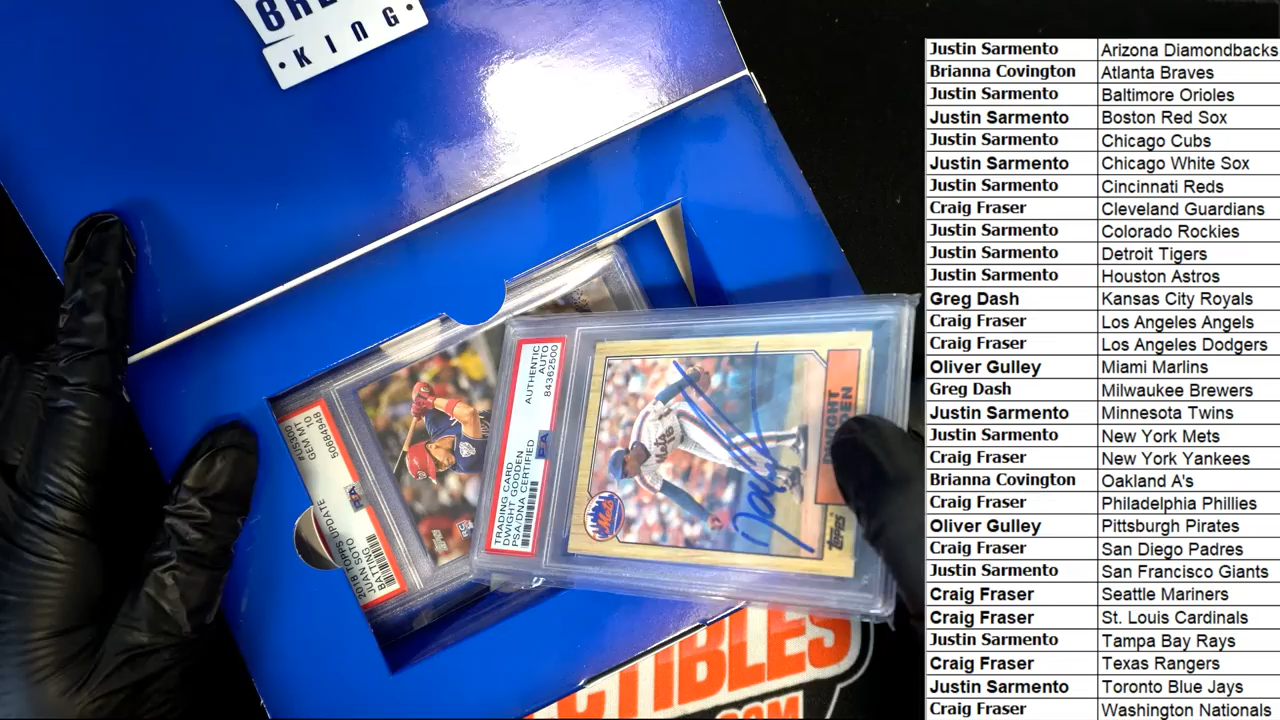 KING
#US300
GEM MT
10
50684948
2018 TOPPS UPDATE
JUAN SOTO
BATTING
PSA
Topps
AUTHENTIC
AUTO
84362500
TRADING CARD
DWIGHT GOODEN
PSA/DNA CERTIFIED
PSA
Mets
16
Mets
Topps
.COM
Justin Sarmento Arizona Diamondbacks
Brianna Covington Atlanta Braves
Justin Sarmento Baltimore Orioles
Justin Sarmento Boston Red Sox
Justin Sarmento Chicago Cubs
Justin Sarmento Chicago White Sox
Justin Sarmento Cincinnati Reds
Craig Fraser Cleveland Guardians
Justin Sarmento Colorado Rockies
Justin Sarmento Detroit Tigers
Justin Sarmento Houston Astros
Greg Dash Kansas City Royals
Craig Fraser Los Angeles Angels
Craig Fraser Los Angeles Dodgers
Oliver Gulley Miami Marlins
Greg Dash Milwaukee Brewers
Justin Sarmento Minnesota Twins
Justin Sarmento New York Mets
Craig Fraser New York Yankees
Brianna Covington Oakland A's
Craig Fraser Philadelphia Phillies
Oliver Gulley Pittsburgh Pirates
Craig Fraser San Diego Padres
Justin Sarmento San Francisco Giants
Craig Fraser Seattle Mariners
Craig Fraser St. Louis Cardinals
Justin Sarmento Tampa Bay Rays
Craig Fraser Texas Rangers
Justin Sarmento Toronto Blue Jays
Craig Fraser Washington Nationals